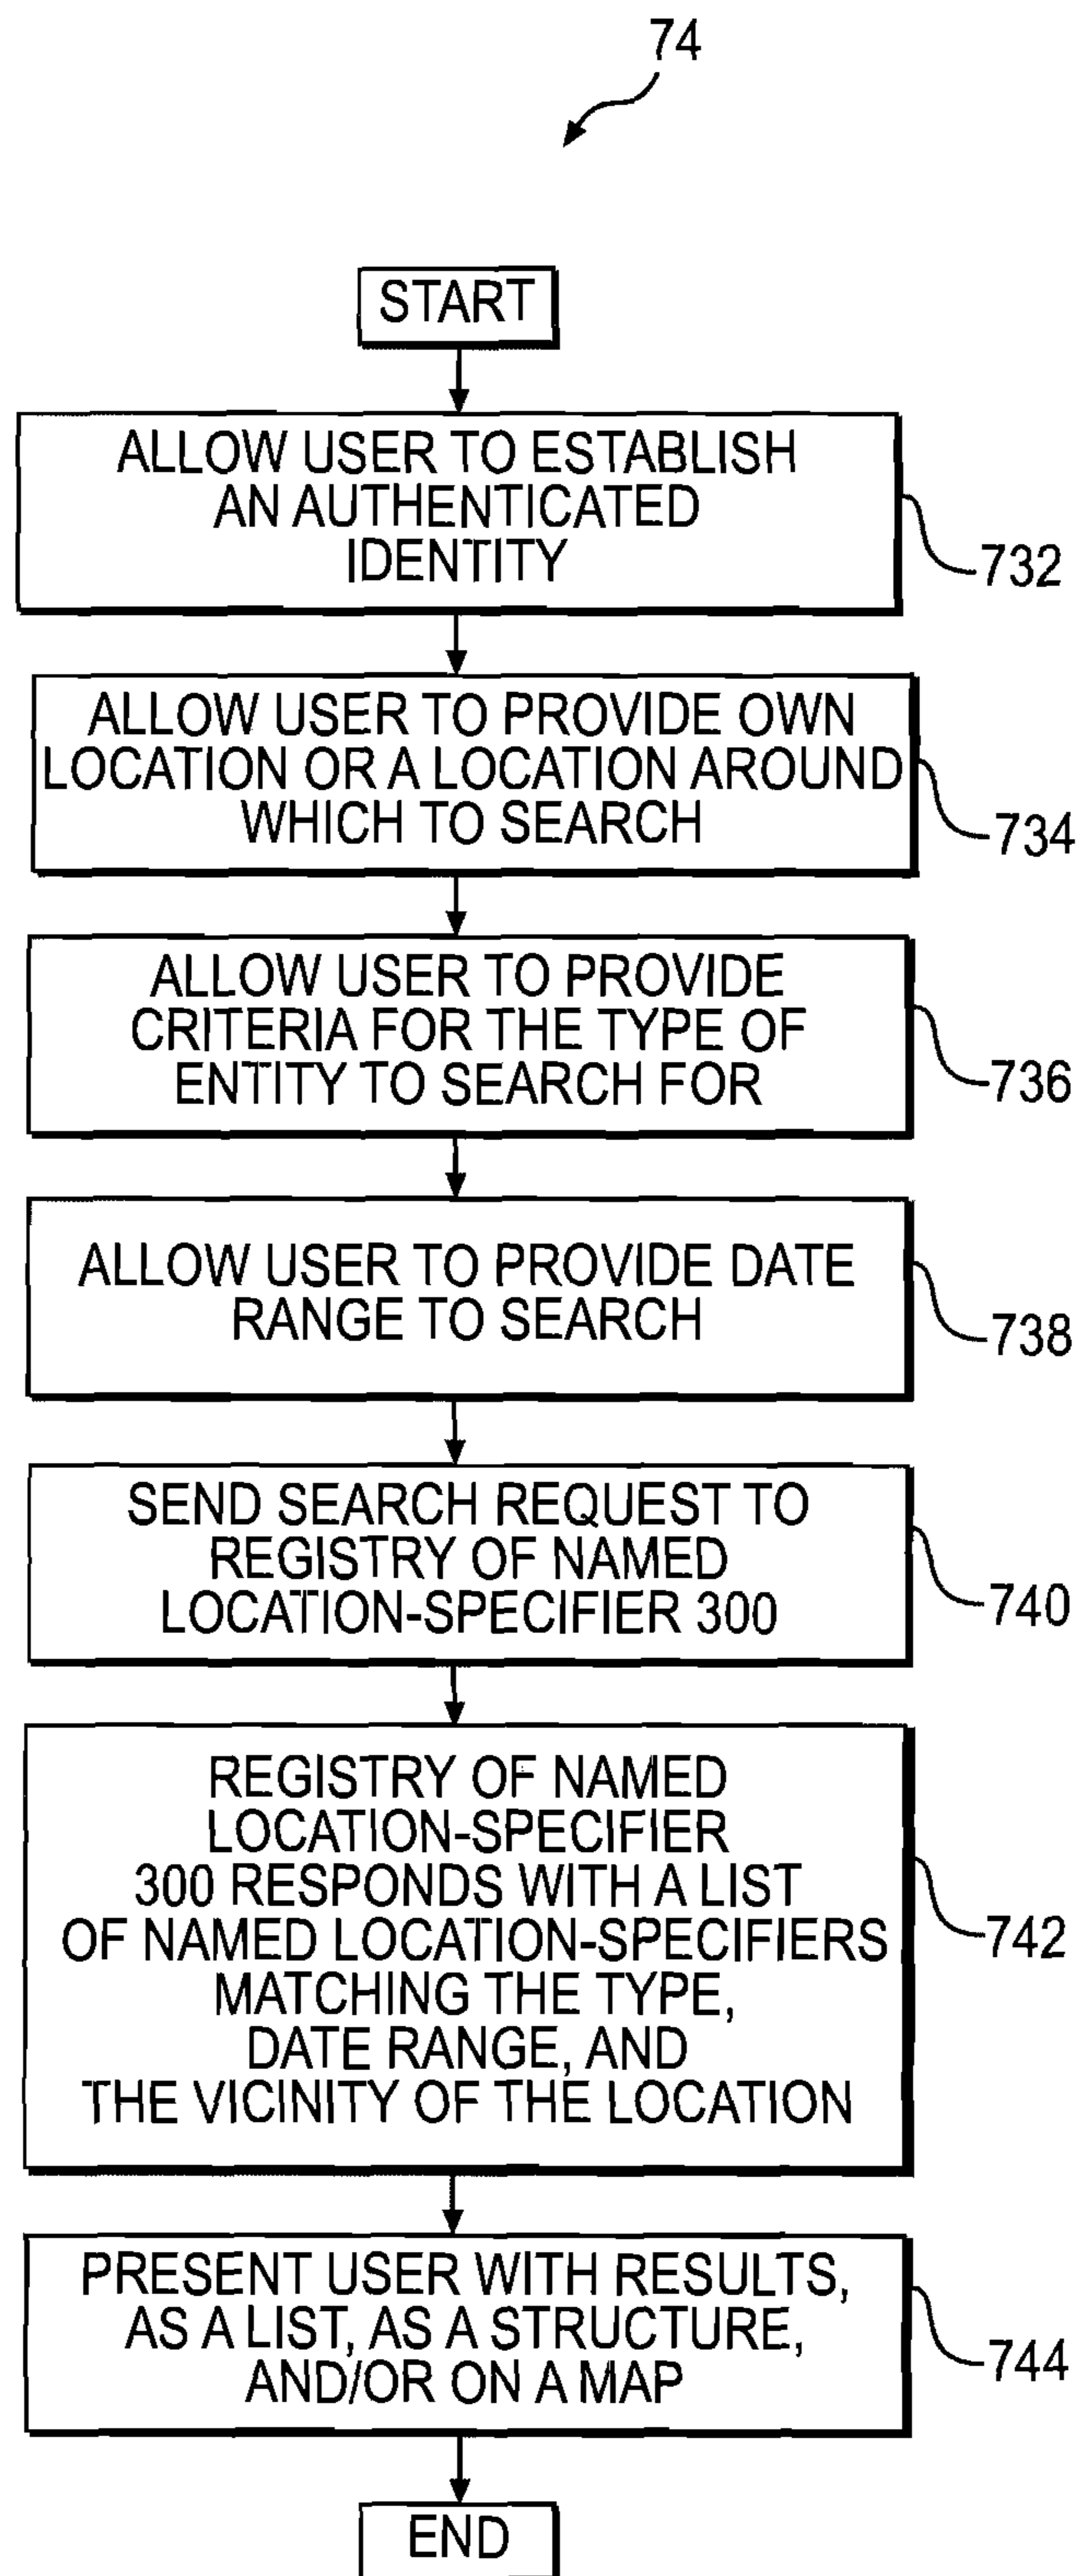 74
START
ALLOW USER TO ESTABLISH
AN AUTHENTICATED
IDENTITY
732
ALLOW USER TO PROVIDE OWN
LOCATION OR A LOCATION AROUND
WHICH TO SEARCH
734
ALLOW USER TO PROVIDE
CRITERIA FOR THE TYPE OF
ENTITY TO SEARCH FOR
736
ALLOW USER TO PROVIDE DATE
RANGE TO SEARCH
738
SEND SEARCH REQUEST TO
REGISTRY OF NAMED
LOCATION-SPECIFIER 300
740
REGISTRY OF NAMED
LOCATION-SPECIFIER
300 RESPONDS WITH A LIST
OF NAMED LOCATION-SPECIFIERS
MATCHING THE TYPE,
DATE RANGE, AND
THE VICINITY OF THE LOCATION
742
PRESENT USER WITH RESULTS,
AS A LIST, AS A STRUCTURE,
AND/OR ON A MAP
744
END